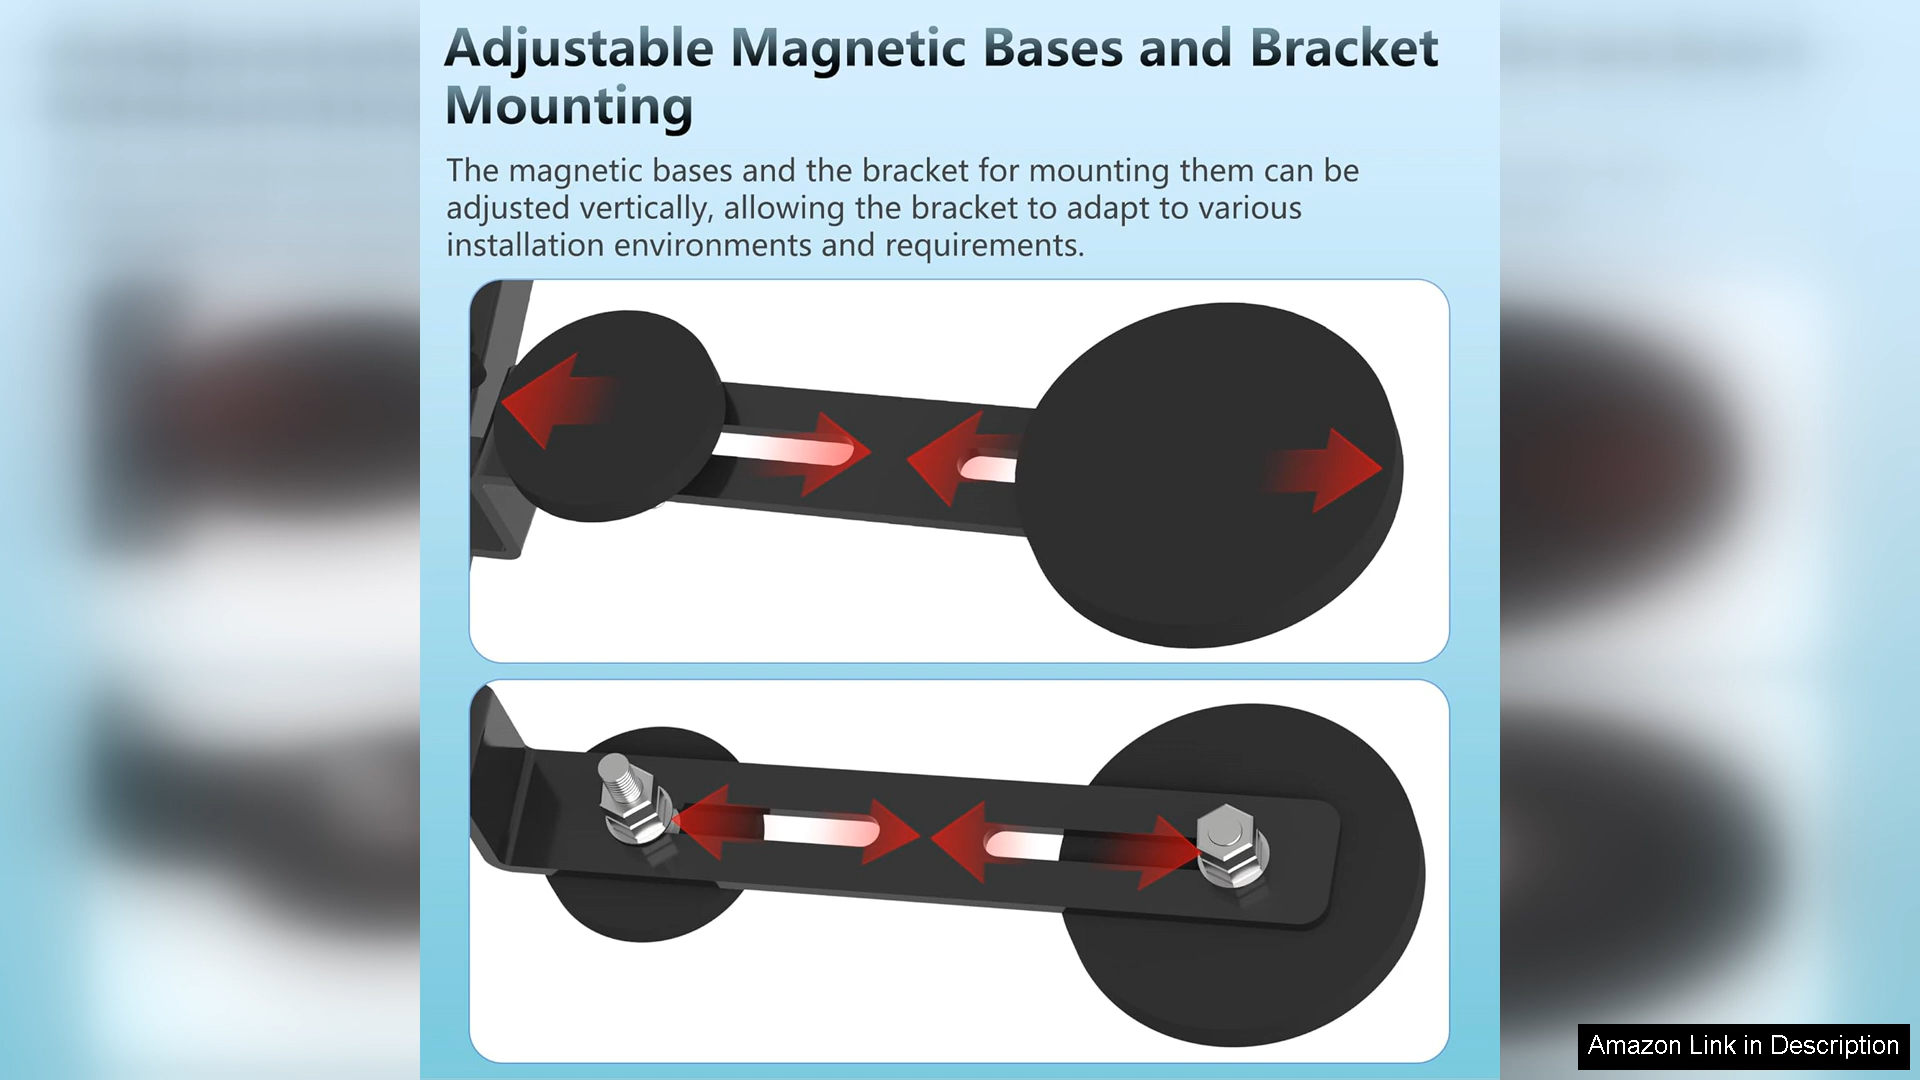 Adjustable Magnetic Bases and Bracket
Mounting
The magnetic bases and the bracket for mounting them can be
adjusted vertically, allowing the bracket to adapt to various
installation environments and requirements.
Amazon Link in Description